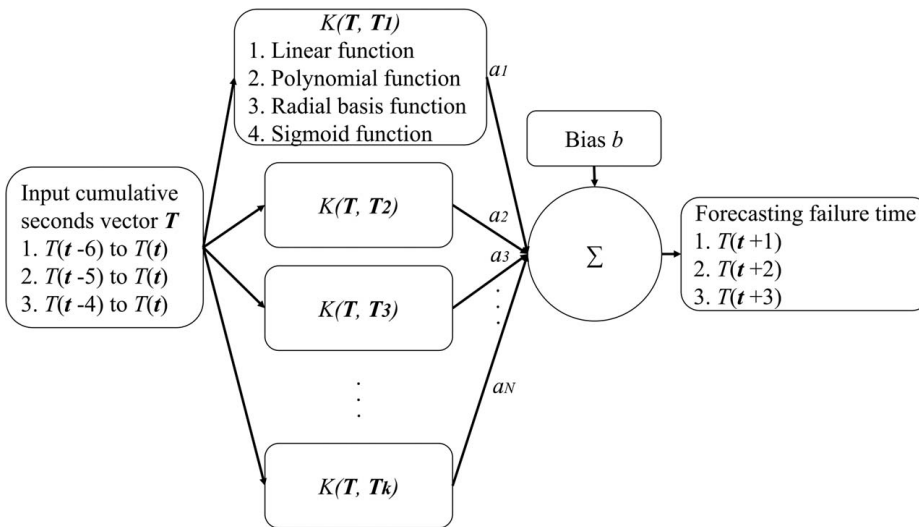 K(T, T1)
1. Linear function
2. Polynomial function
3. Radial basis function
4. Sigmoid function
a1
Bias b
Input cumulative
seconds vector T
1. T(t -6) to T(t)
2. T(t -5) to T(t)
3. T(t -4) to T(t)
K(T, T2)
a2
Σ
Forecasting failure time
1. T(t +1)
2. T(t +2)
3. T(t +3)
K(T, T3)
a3
aN
K(T, Tk)